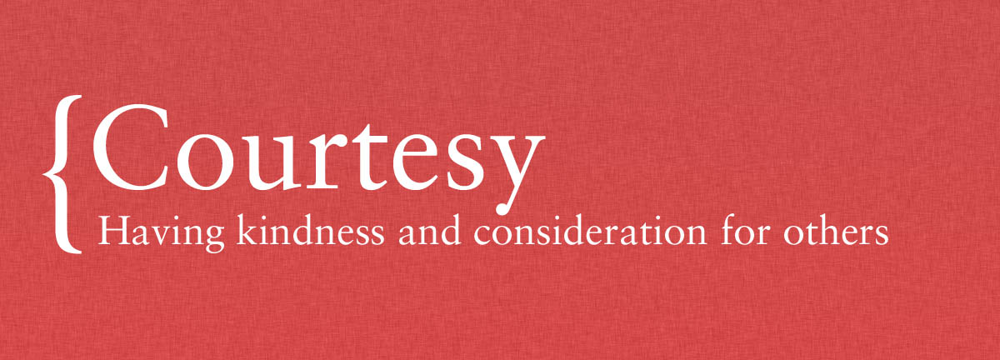 {Courtesy
Having kindness and consideration for others